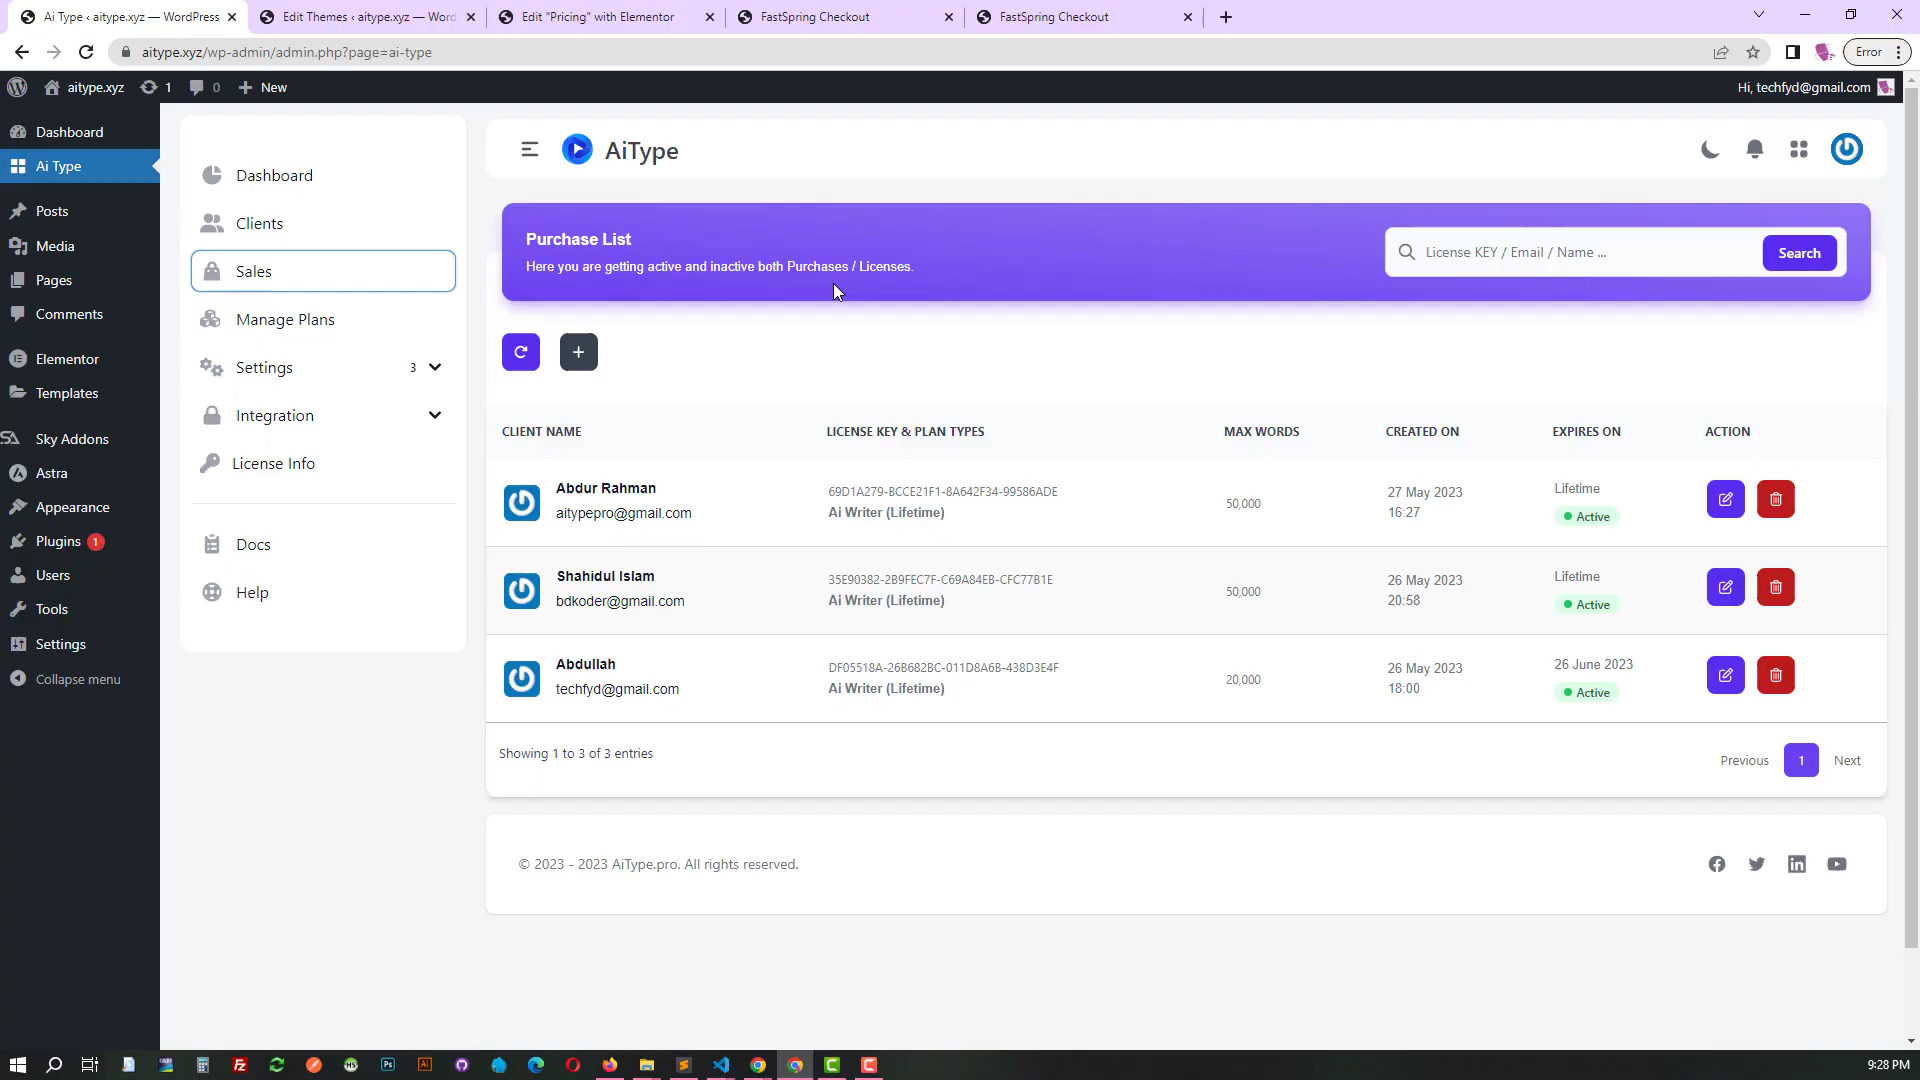 Ai Type ‹ aitype.xyz — WordPress
Edit Themes ‹ aitype.xyz — Word
Edit "Pricing" with Elementor
FastSpring Checkout
FastSpring Checkout
aitype.xyz/wp-admin/admin.php?page=ai-type
Error
aitype.xyz
1
0
New
Hi, techfyd@gmail.com
Dashboard
Ai Type
Posts
Media
Pages
Comments
Elementor
Templates
Sky Addons
Astra
Appearance
Plugins 1
Users
Tools
Settings
Collapse menu
Dashboard
Clients
Sales
Manage Plans
Settings 3
Integration
License Info
Docs
Help
AiType
Purchase List
Here you are getting active and inactive both Purchases / Licenses.
License KEY / Email / Name ...
Search
CLIENT NAME LICENSE KEY & PLAN TYPES MAX WORDS CREATED ON EXPIRES ON ACTION
Abdur Rahman
aitypepro@gmail.com
69D1A279-BCCE21F1-8A642F34-99586ADE
Ai Writer (Lifetime)
50,000
27 May 2023
16:27
Lifetime
Active
Shahidul Islam
bdkoder@gmail.com
35E90382-2B9FEC7F-C69A84EB-CFC77B1E
Ai Writer (Lifetime)
50,000
26 May 2023
20:58
Lifetime
Active
Abdullah
techfyd@gmail.com
DF05518A-26B682BC-011D8A6B-438D3E4F
Ai Writer (Lifetime)
20,000
26 May 2023
18:00
26 June 2023
Active
Showing 1 to 3 of 3 entries
Previous 1 Next
© 2023 - 2023 AiType.pro. All rights reserved.
9:28 PM